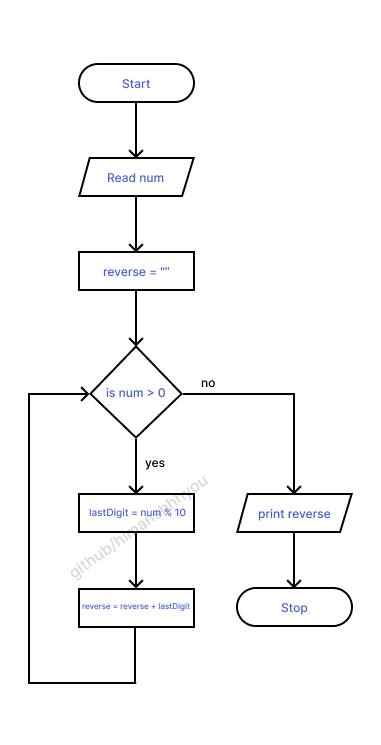 Start
Read num
reverse = “”
is num > 0
no
yes
lastDigit = num % 10
print reverse
reverse = reverse + lastDigit
Stop
github/himanshhhyou